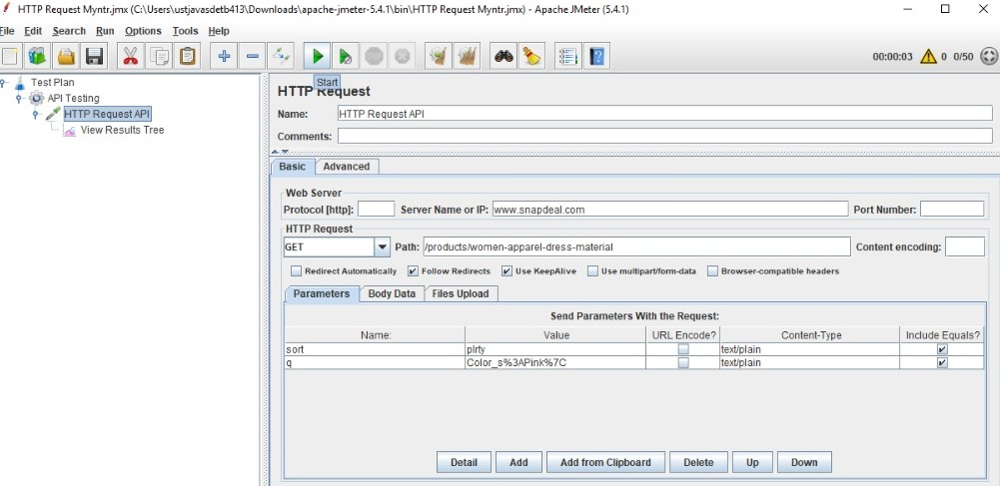 HTTP Request Myntr.jmx (C:\Users\ustjavasdetb413\Downloads\apache-jmeter-5.4.1\bin\HTTP Request Myntr.jmx) - Apache JMeter (5.4.1)
File Edit Search Run Options Tools Help
00:00:03 0 0/50
Start
Test Plan
API Testing
HTTP Request API
View Results Tree
HTTP Request
Name: HTTP Request API
Comments:
Basic Advanced
Web Server
Protocol [http]: Server Name or IP: www.snapdeal.com Port Number:
HTTP Request
GET Path: /products/women-apparel-dress-material Content encoding:
Redirect Automatically Follow Redirects Use KeepAlive Use multipart/form-data Browser-compatible headers
Parameters Body Data Files Upload
Send Parameters With the Request:
Name: Value URL Encode? Content-Type Include Equals?
sort plrty text/plain
q Color_s%3APink%7C text/plain
Detail Add Add from Clipboard Delete Up Down